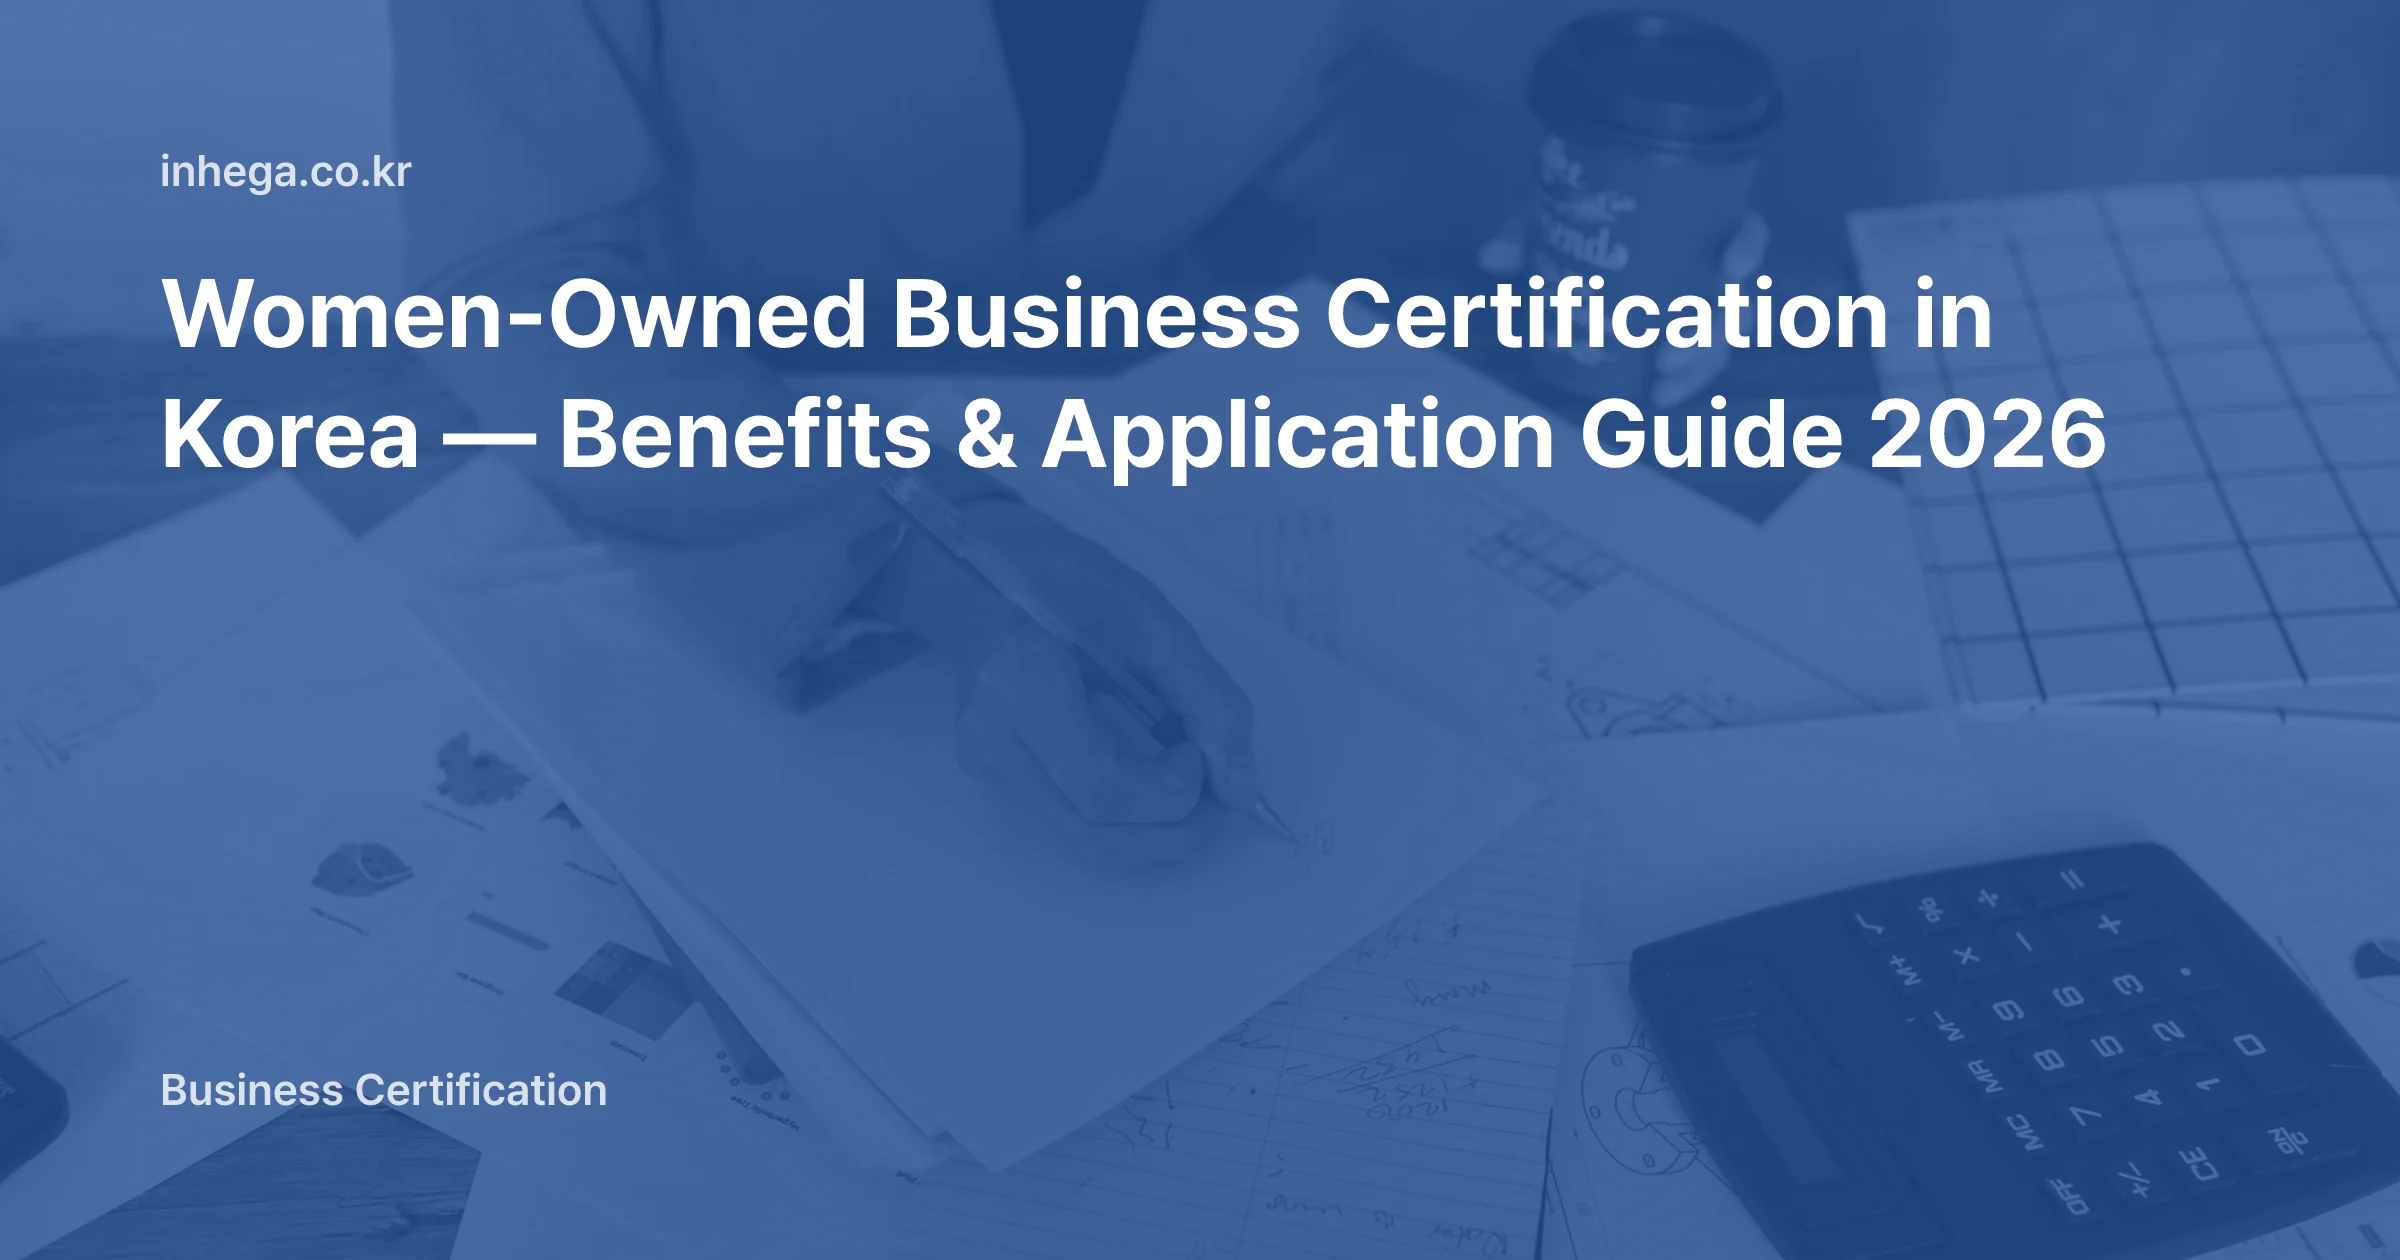 inhega.co.kr
Women-Owned Business Certification in
Korea — Benefits & Application Guide 2026
Business Certification